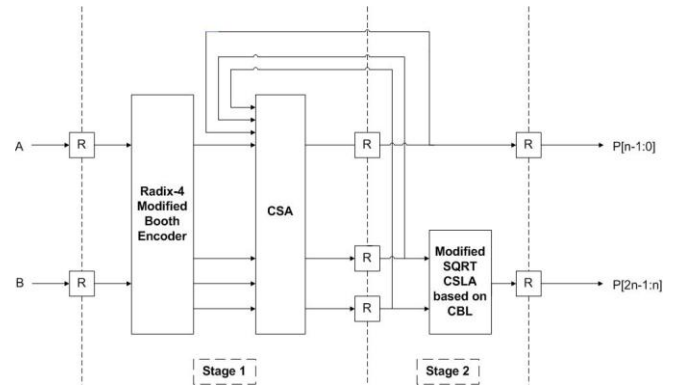 A
R
Radix-4
Modified
Booth
Encoder
CSA
R
R
P[n-1:0]
B
R
R
R
Modified
SQRT
CSLA
based on
CBL
R
P[2n-1:n]
Stage 1
Stage 2